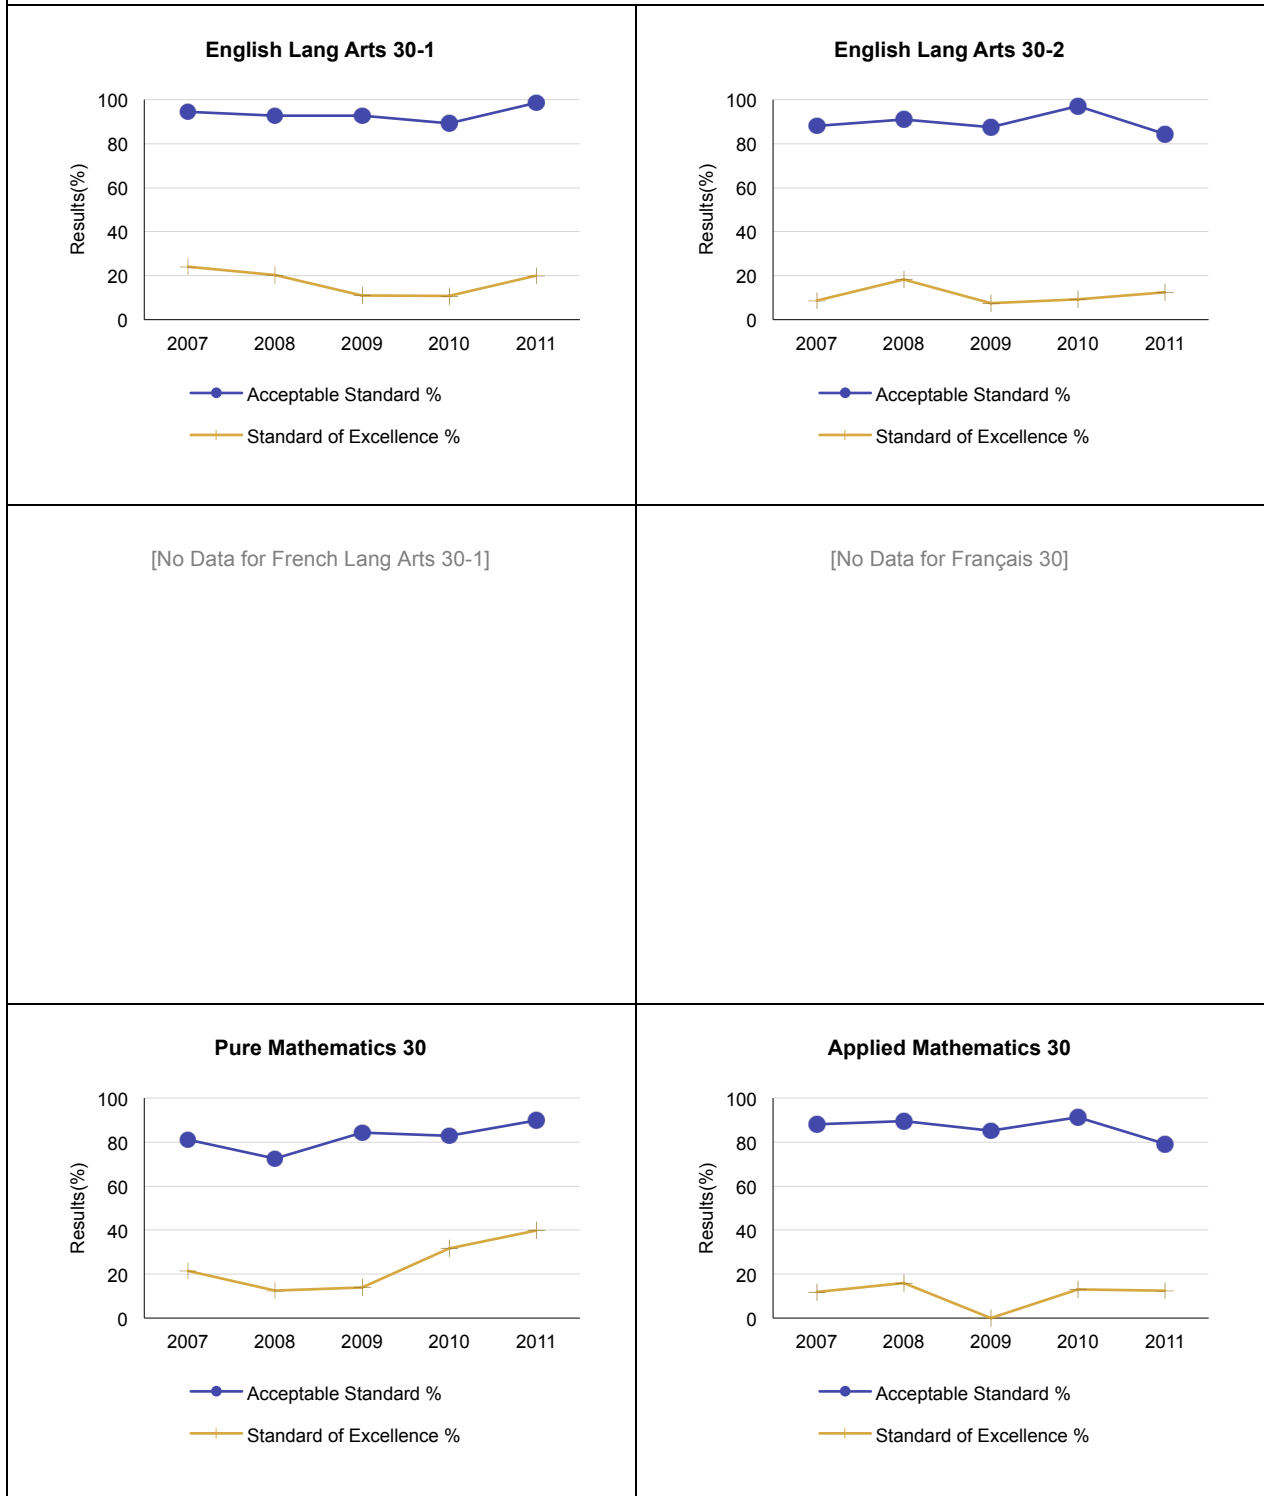 English Lang Arts 30-1
Results(%)
100
80
60
40
20
0
2007 2008 2009 2010 2011
Acceptable Standard %
Standard of Excellence %
English Lang Arts 30-2
Results(%)
100
80
60
40
20
0
2007 2008 2009 2010 2011
Acceptable Standard %
Standard of Excellence %
[No Data for French Lang Arts 30-1]
[No Data for Français 30]
Pure Mathematics 30
Results(%)
100
80
60
40
20
0
2007 2008 2009 2010 2011
Acceptable Standard %
Standard of Excellence %
Applied Mathematics 30
Results(%)
100
80
60
40
20
0
2007 2008 2009 2010 2011
Acceptable Standard %
Standard of Excellence %